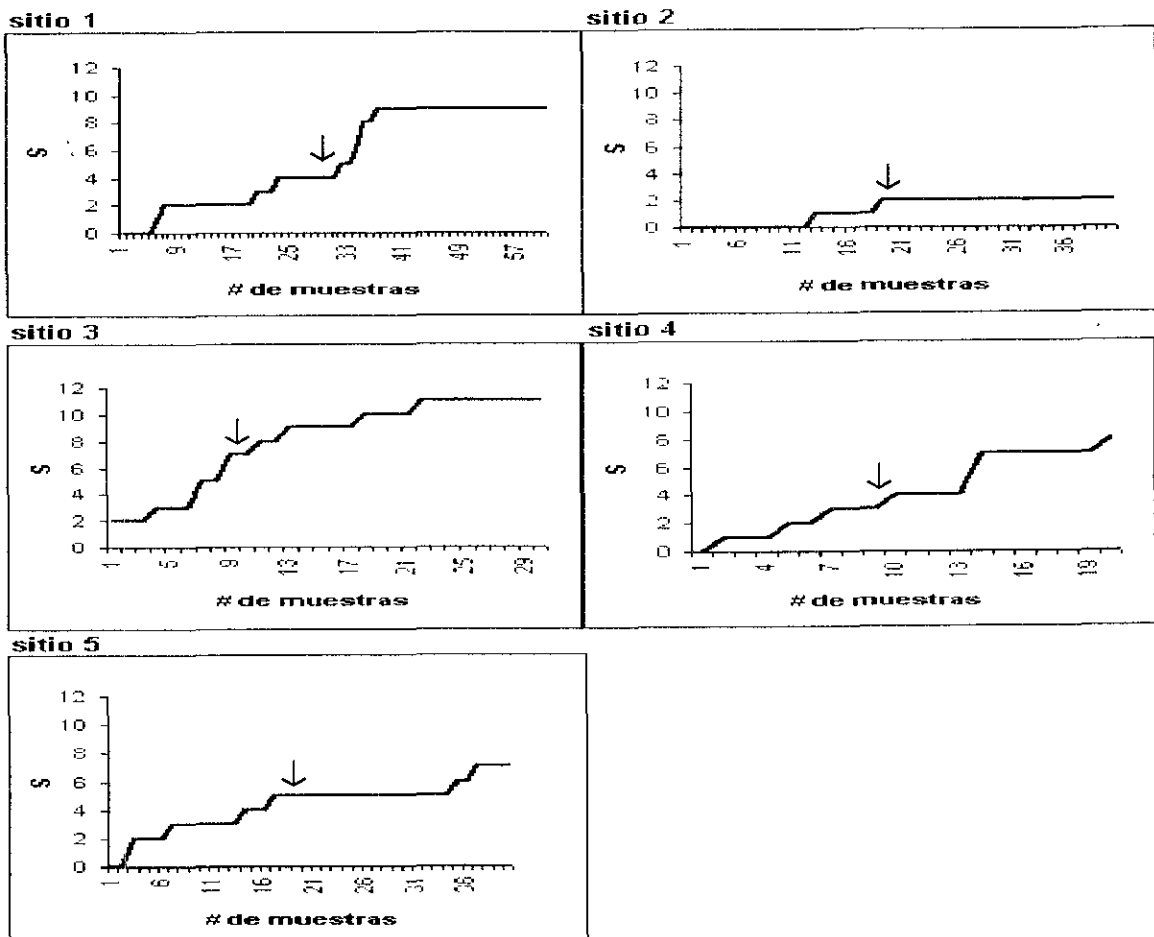 sitio 1
12
10
8
6
4
2
0
S
1 9 17 25 33 41 49 57
# de muestras
sitio 2
12
10
8
6
4
2
0
S
1 6 11 16 21 26 31 36
# de muestras
sitio 3
12
10
8
6
4
2
0
S
1 5 9 13 17 21 25 29
# de muestras
sitio 4
12
10
8
6
4
2
0
S
1 4 7 10 13 16 19
# de muestras
sitio 5
12
10
8
6
4
2
0
S
1 6 11 16 21 26 31 36
# de muestras